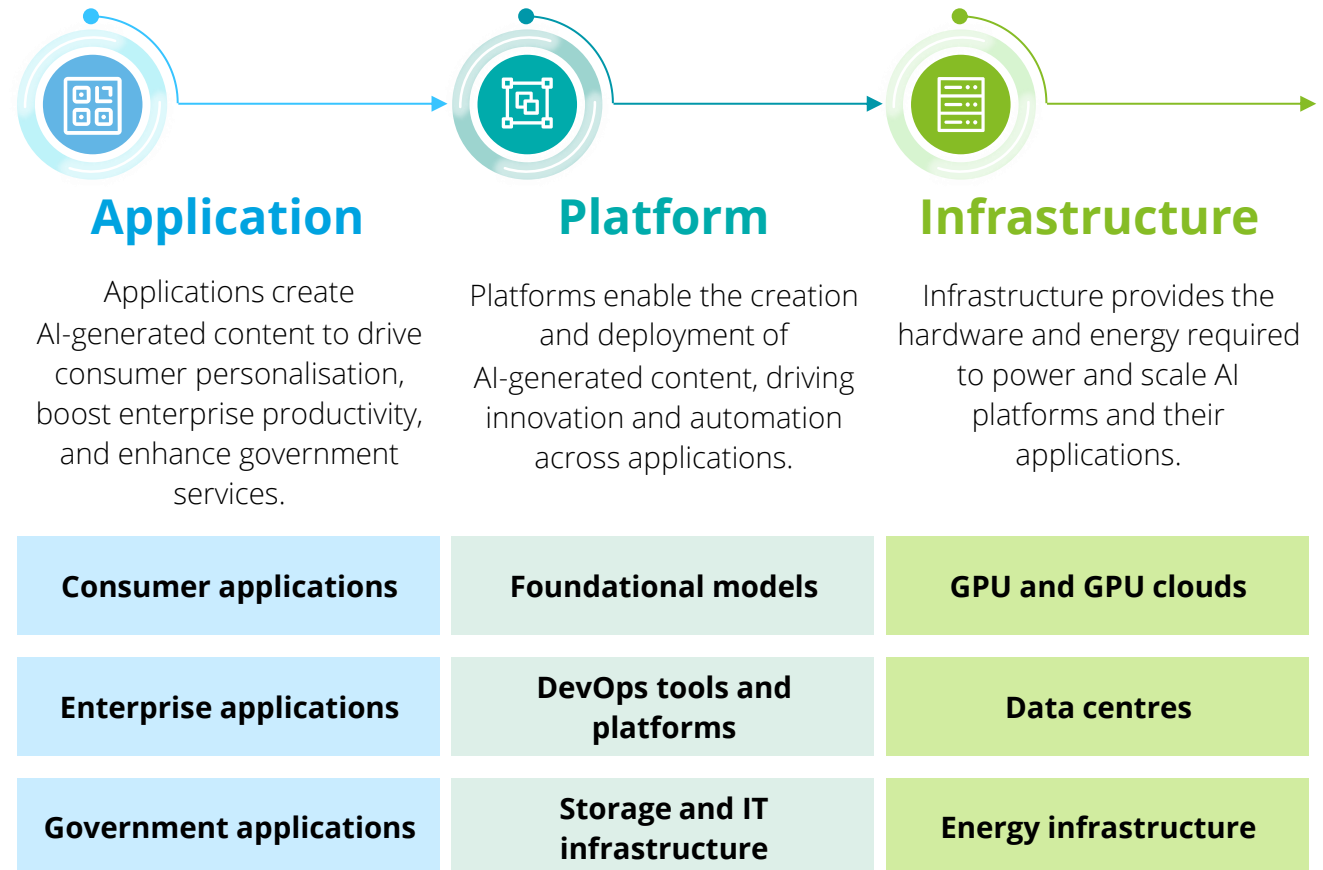 Application
Applications create
AI-generated content to drive
consumer personalisation,
boost enterprise productivity,
and enhance government
services.
Consumer applications
Enterprise applications
Government applications
Platform
Platforms enable the creation
and deployment of
AI-generated content, driving
innovation and automation
across applications.
Foundational models
DevOps tools and
platforms
Storage and IT
infrastructure
Infrastructure
Infrastructure provides the
hardware and energy required
to power and scale AI
platforms and their
applications.
GPU and GPU clouds
Data centres
Energy infrastructure